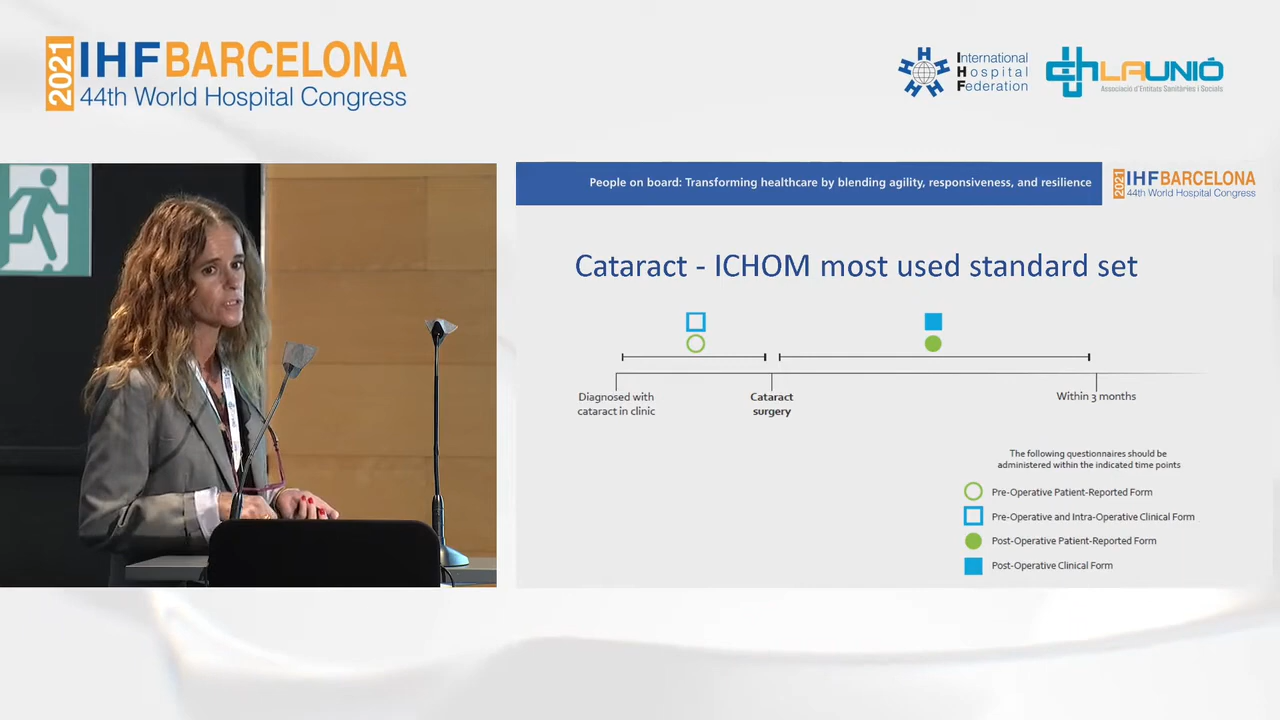 2021 IHF BARCELONA
44th World Hospital Congress
International
Hospital
Federation
LAUNIÓ
Associació d'Entitats Sanitàries i Socials
People on board: Transforming healthcare by blending agility, responsiveness, and resilience
2021 IHF BARCELONA
44th World Hospital Congress
Cataract - ICHOM most used standard set
Diagnosed with
cataract in clinic
Cataract
surgery
Within 3 months
The following questionnaires should be
administered within the indicated time points
Pre-Operative Patient-Reported Form
Pre-Operative and Intra-Operative Clinical Form
Post-Operative Patient-Reported Form
Post-Operative Clinical Form